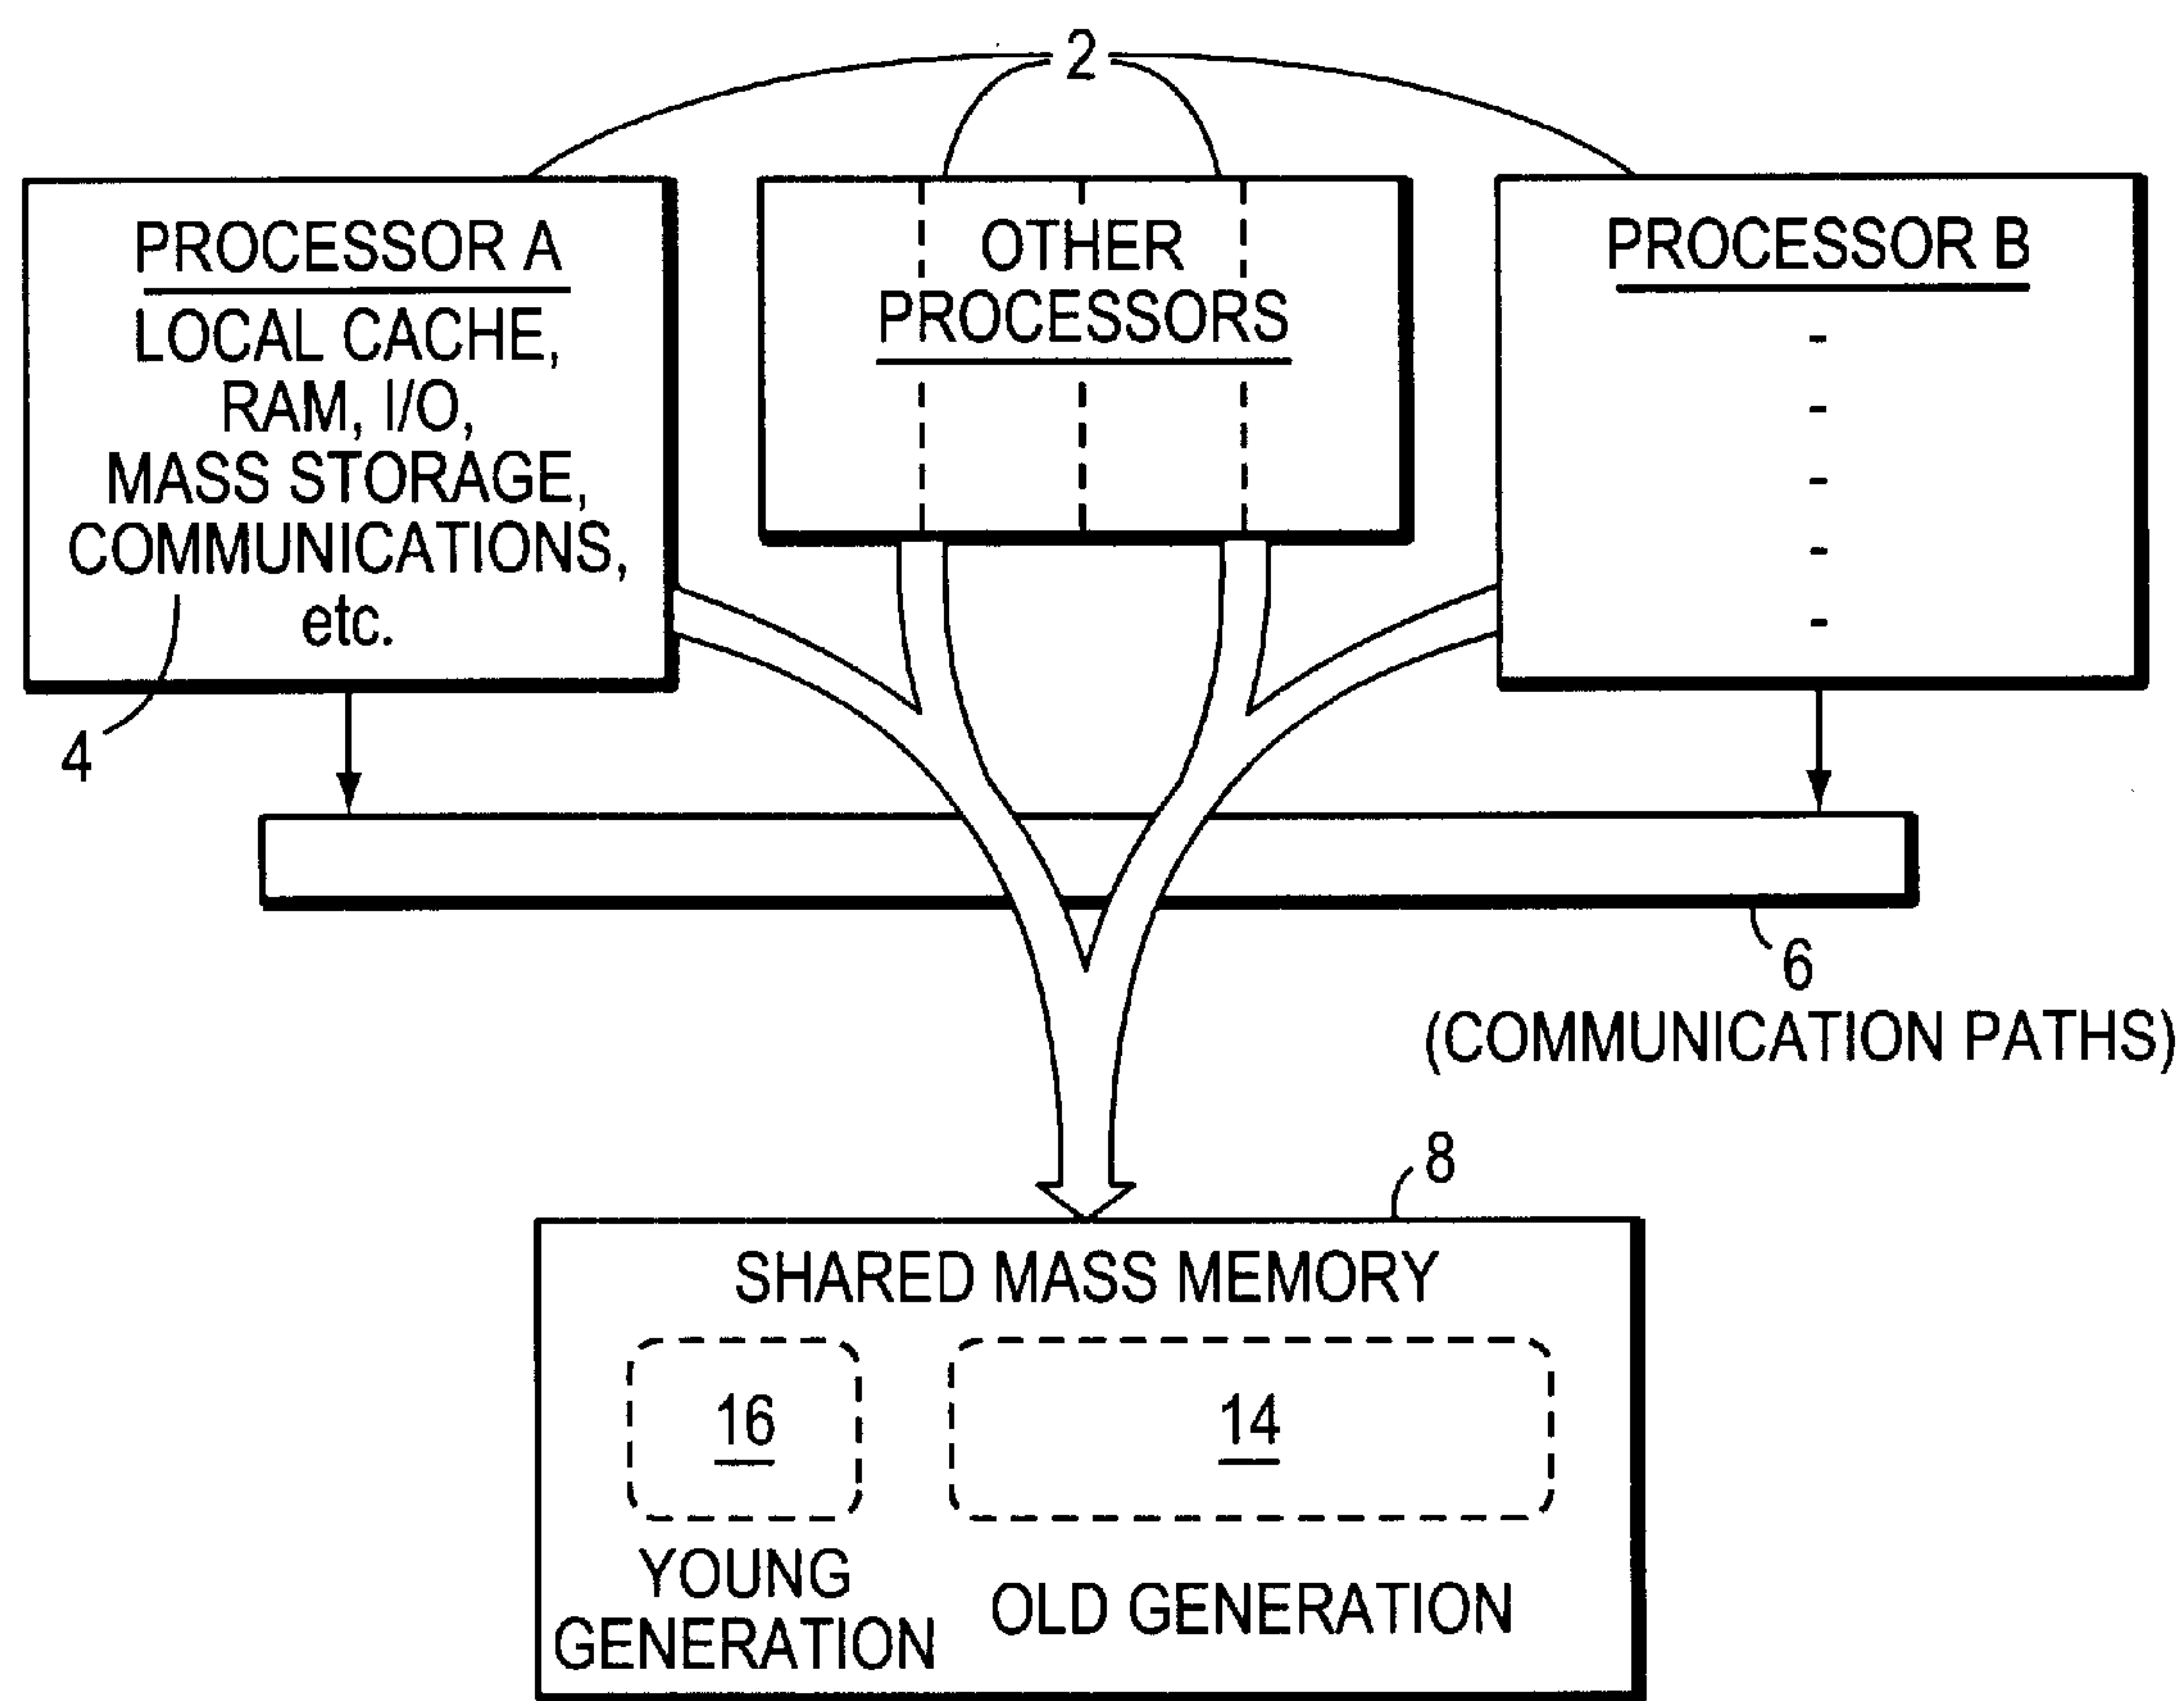 2
PROCESSOR A
LOCAL CACHE,
RAM, I/O,
MASS STORAGE,
COMMUNICATIONS,
etc.
4
OTHER
PROCESSORS
PROCESSOR B
-
-
-
-
-
6
(COMMUNICATION PATHS)
8
SHARED MASS MEMORY
16
YOUNG
GENERATION
14
OLD GENERATION